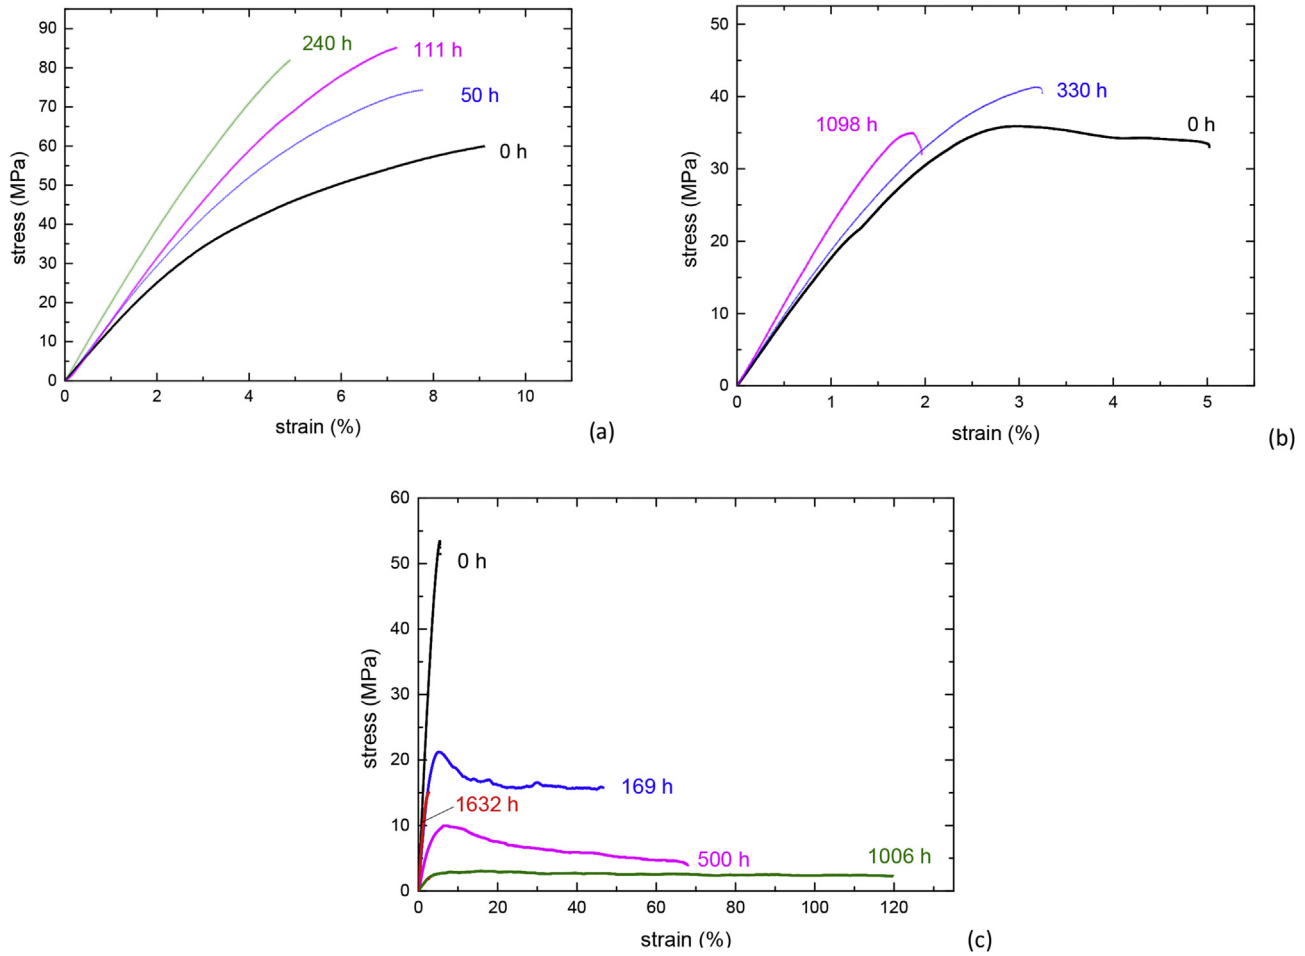 90
80
70
60
50
40
30
20
10
0
stress (MPa)
240 h
111 h
50 h
0 h
0 2 4 6 8 10
strain (%)
(a)
50
40
30
20
10
0
stress (MPa)
1098 h
330 h
0 h
0 1 2 3 4 5
strain (%)
(b)
60
50
40
30
20
10
0
stress (MPa)
0 h
169 h
1632 h
500 h
1006 h
0 20 40 60 80 100 120
strain (%)
(c)